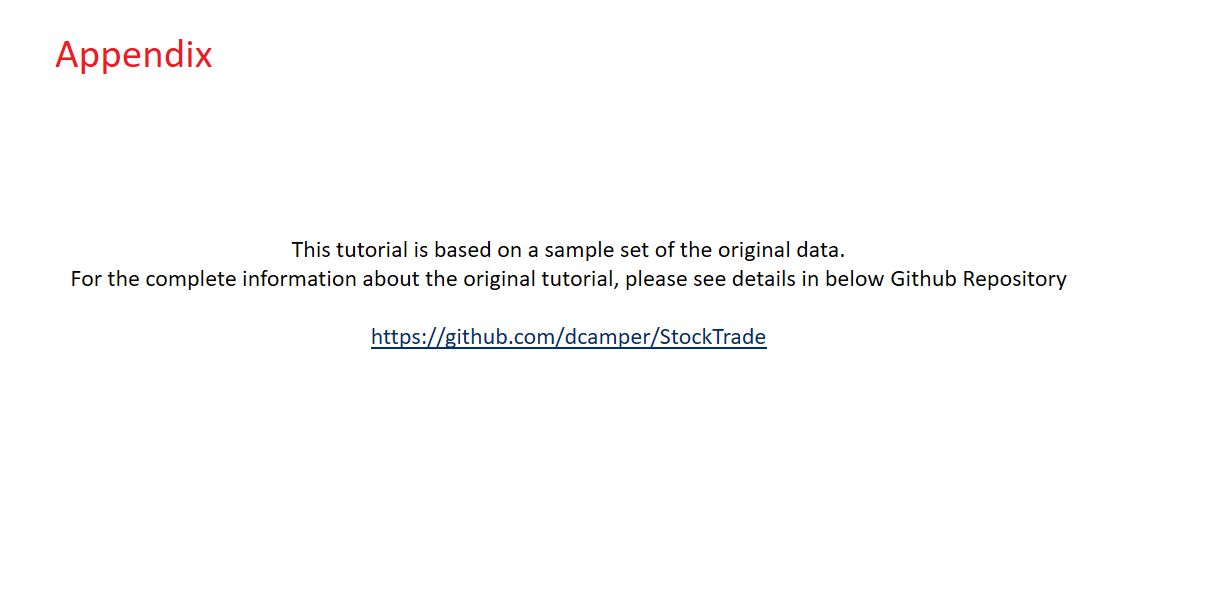 Appendix
This tutorial is based on a sample set of the original data.
For the complete information about the original tutorial, please see details in below Github Repository
https://github.com/dcamper/StockTrade